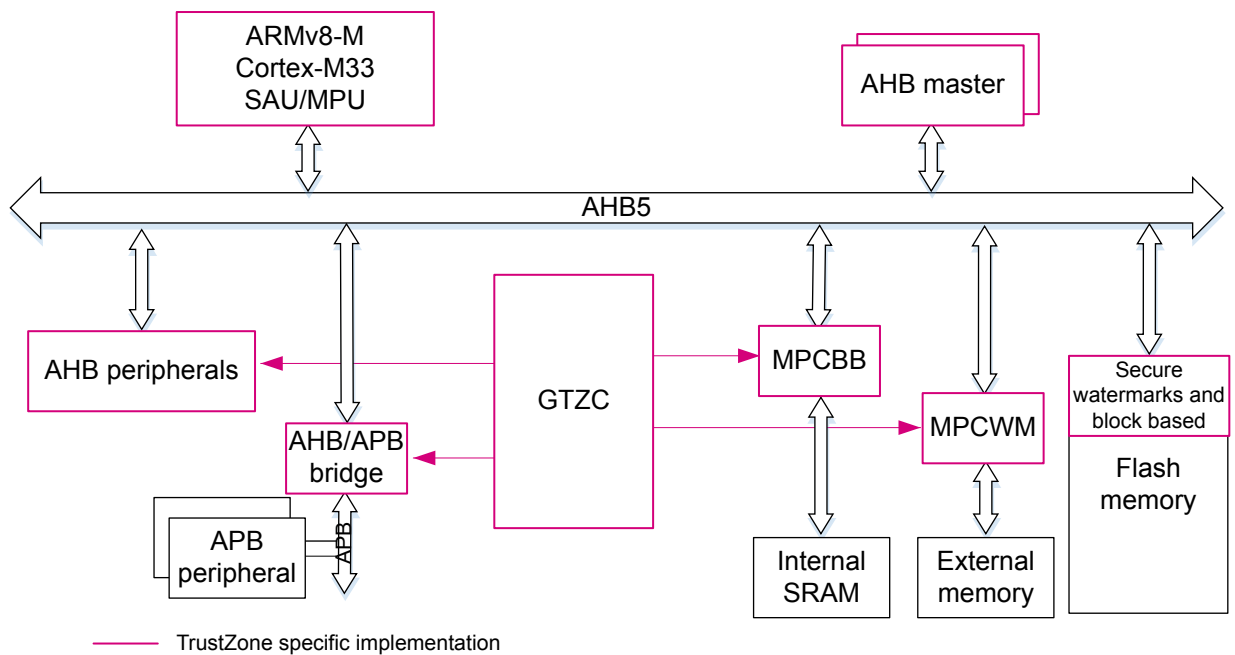 ARMv8-M
Cortex-M33
SAU/MPU
AHB master
AHB5
AHB peripherals
GTZC
MPCBB
Secure
watermarks and
block based
MPCWM
AHB/APB
bridge
Flash
memory
APB
APB
peripheral
Internal
SRAM
External
memory
TrustZone specific implementation